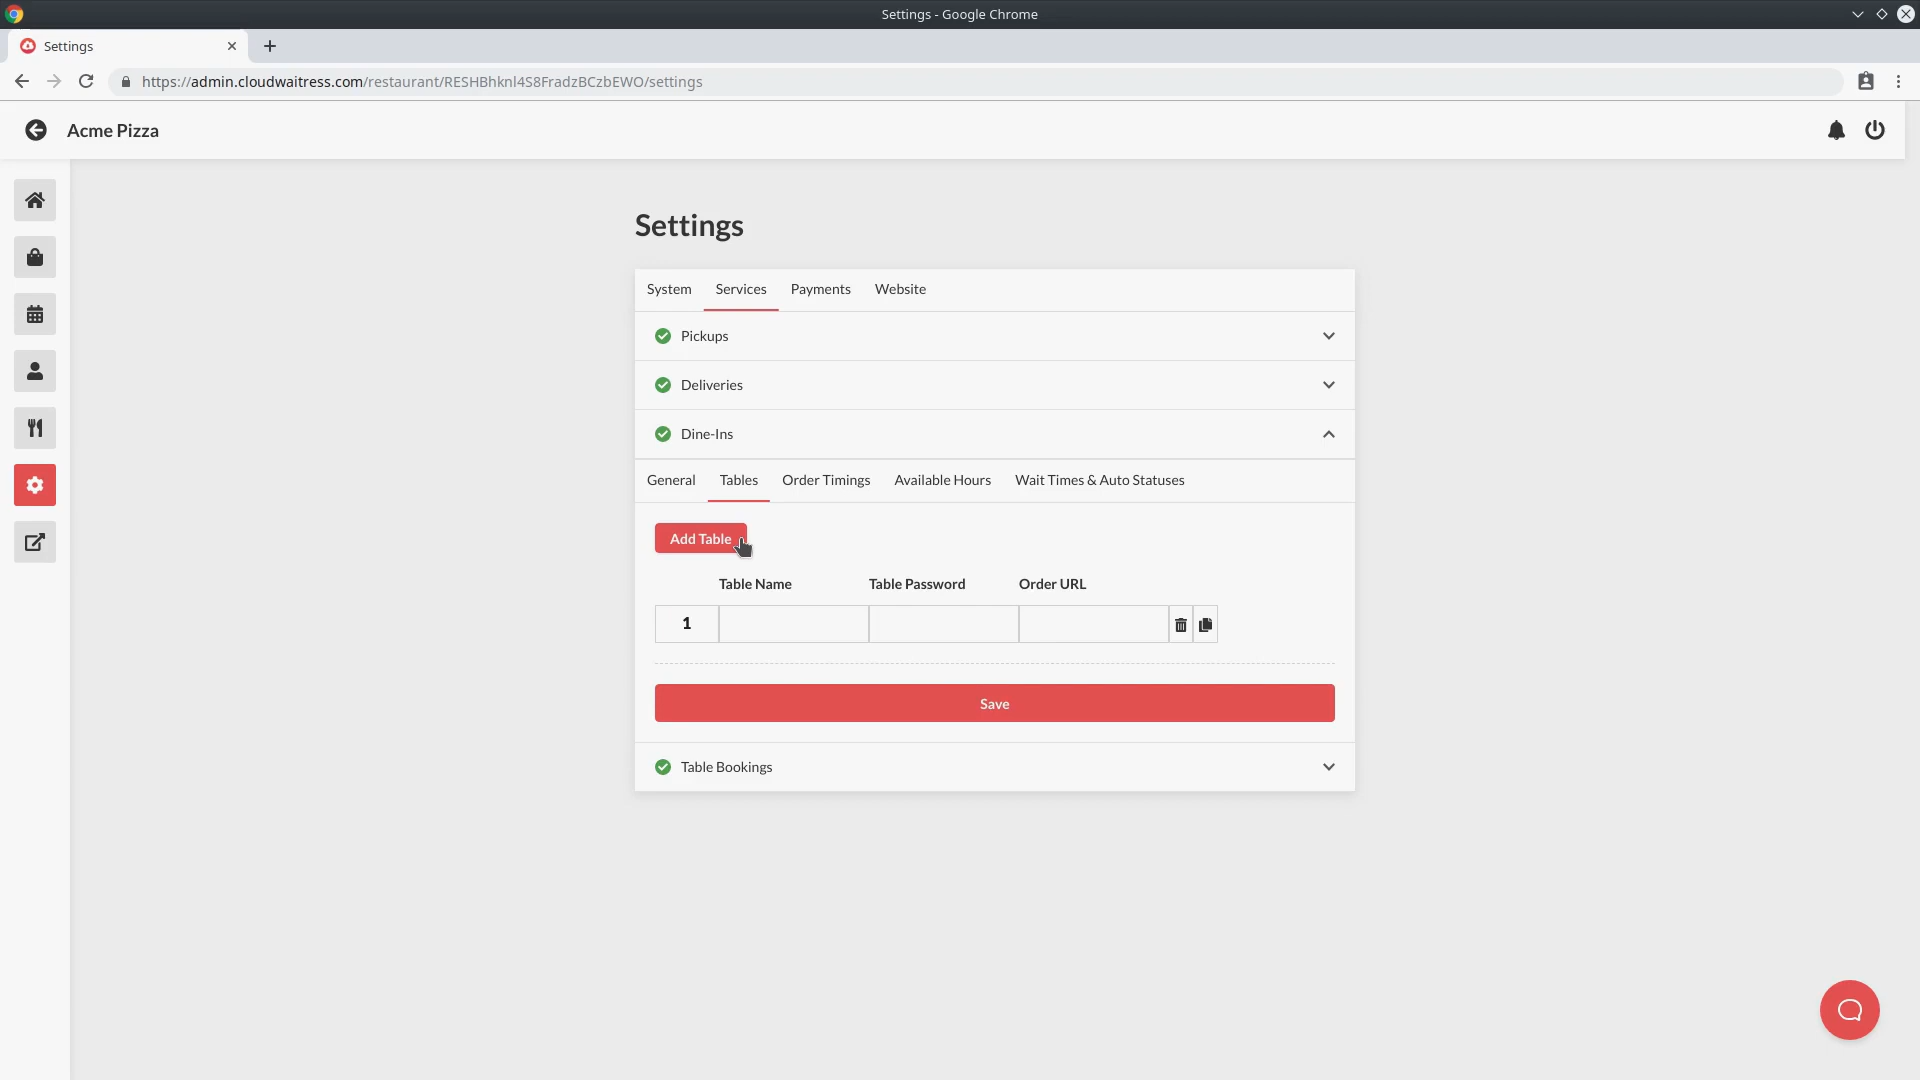 Settings - Google Chrome
Settings
https://admin.cloudwaitress.com/restaurant/RESHBhknl4S8FradzBCzbEWO/settings
Acme Pizza
Settings
System Services Payments Website
Pickups
Deliveries
Dine-Ins
General Tables Order Timings Available Hours Wait Times & Auto Statuses
Add Table
Table Name Table Password Order URL
1
Save
Table Bookings